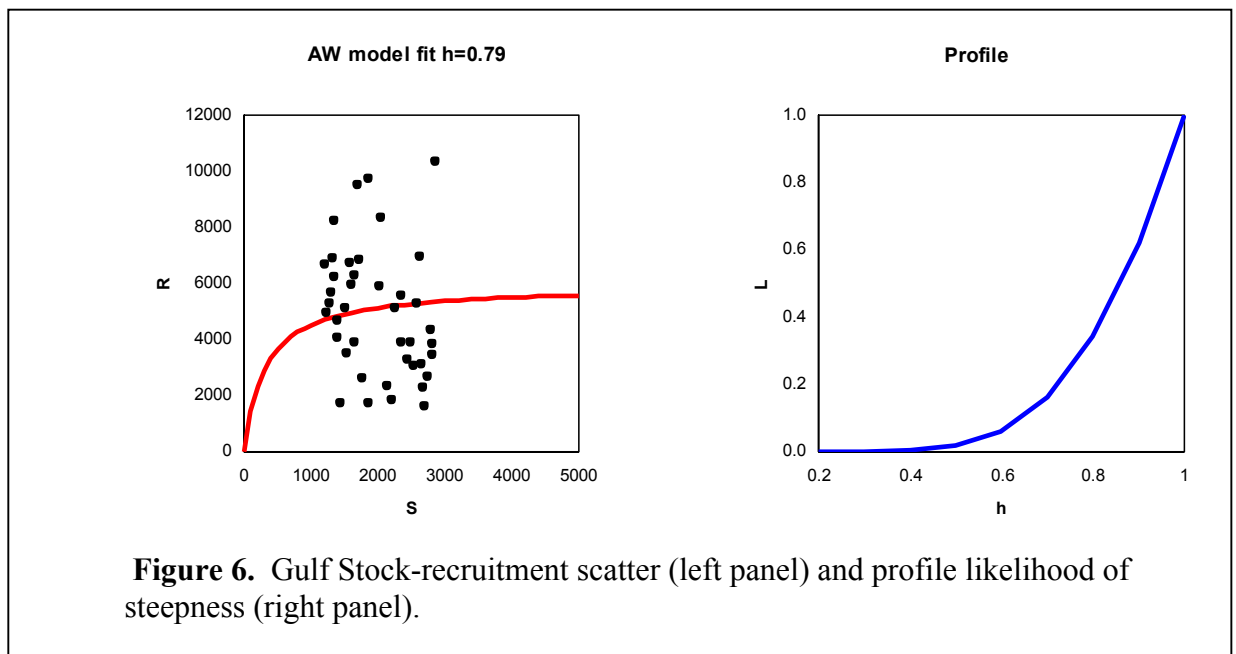 AW model fit h=0.79
12000
10000
8000
6000
4000
2000
0
R
0 1000 2000 3000 4000 5000
S
Profile
1.0
0.8
0.6
0.4
0.2
0.0
L
0.2 0.4 0.6 0.8 1
h
Figure 6. Gulf Stock-recruitment scatter (left panel) and profile likelihood of
steepness (right panel).